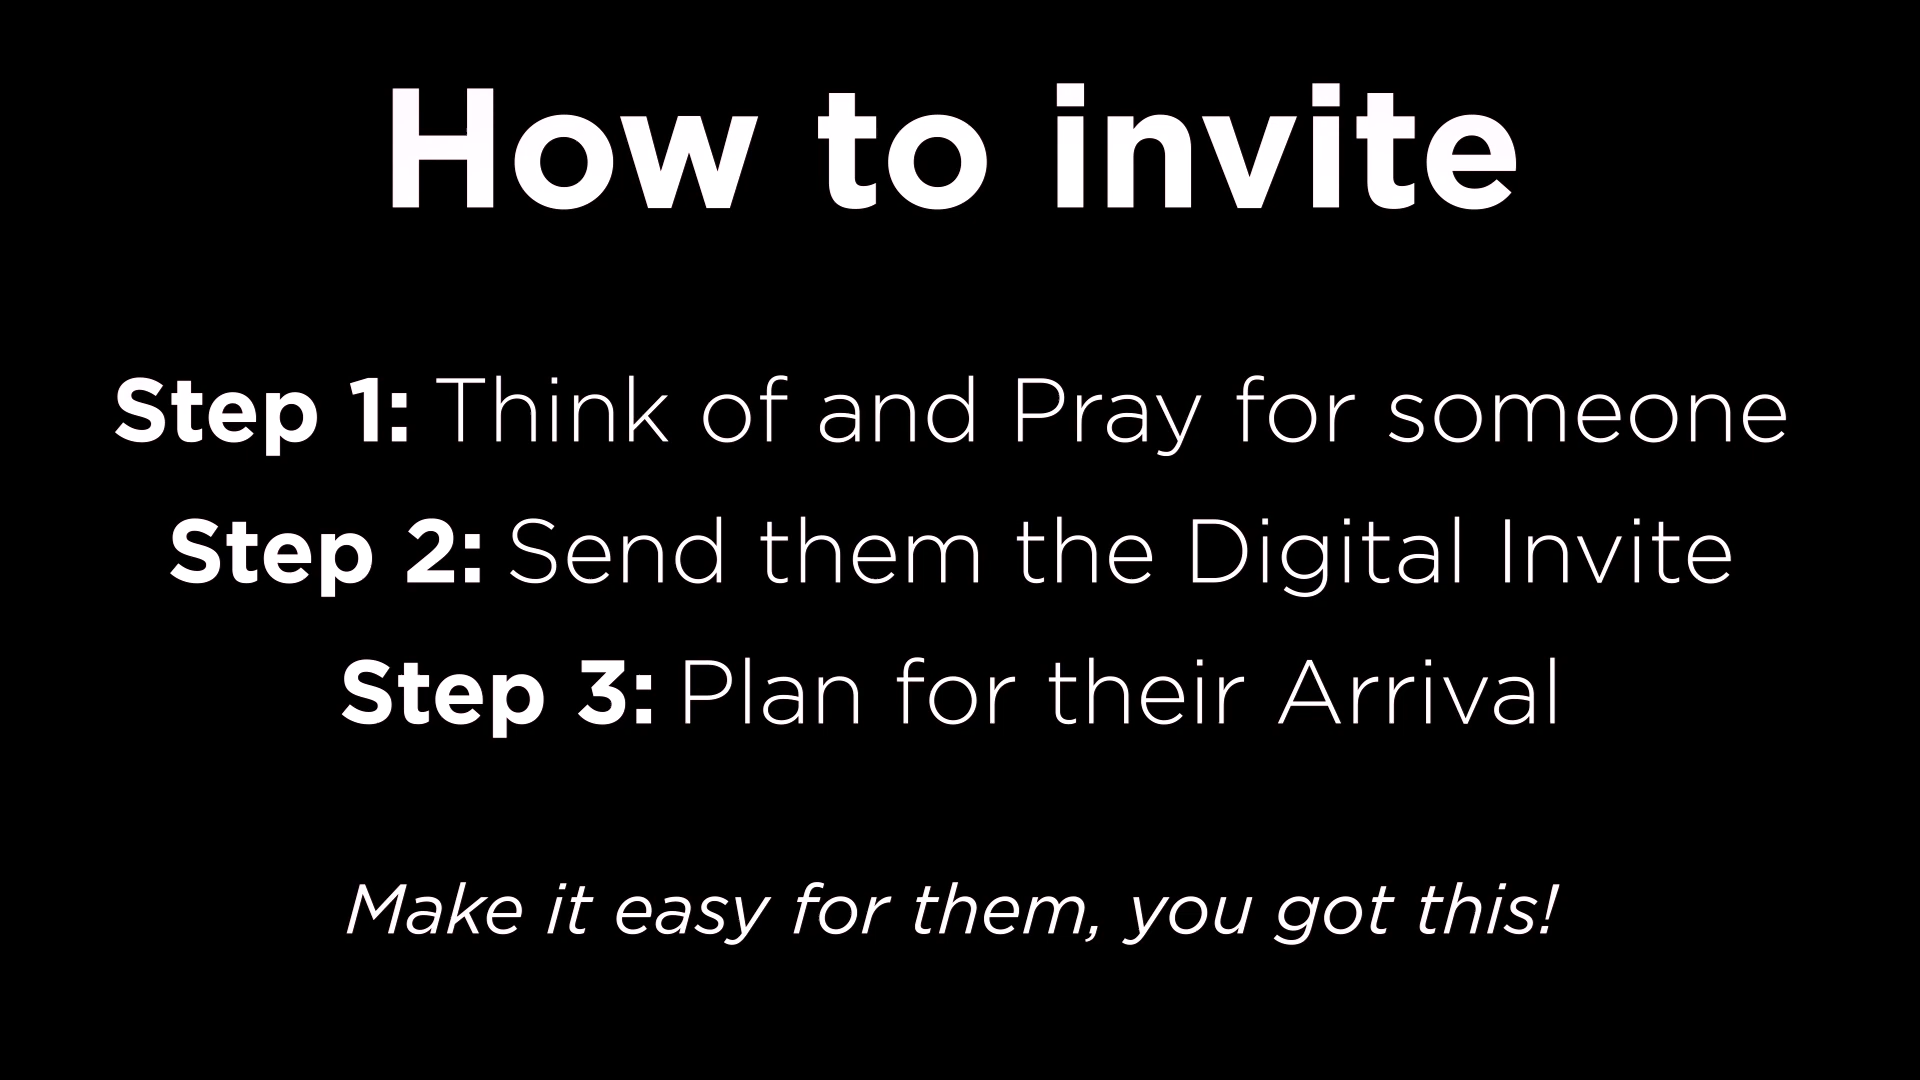 How to invite
Step 1: Think of and Pray for someone
Step 2: Send them the Digital Invite
Step 3: Plan for their Arrival
Make it easy for them, you got this!